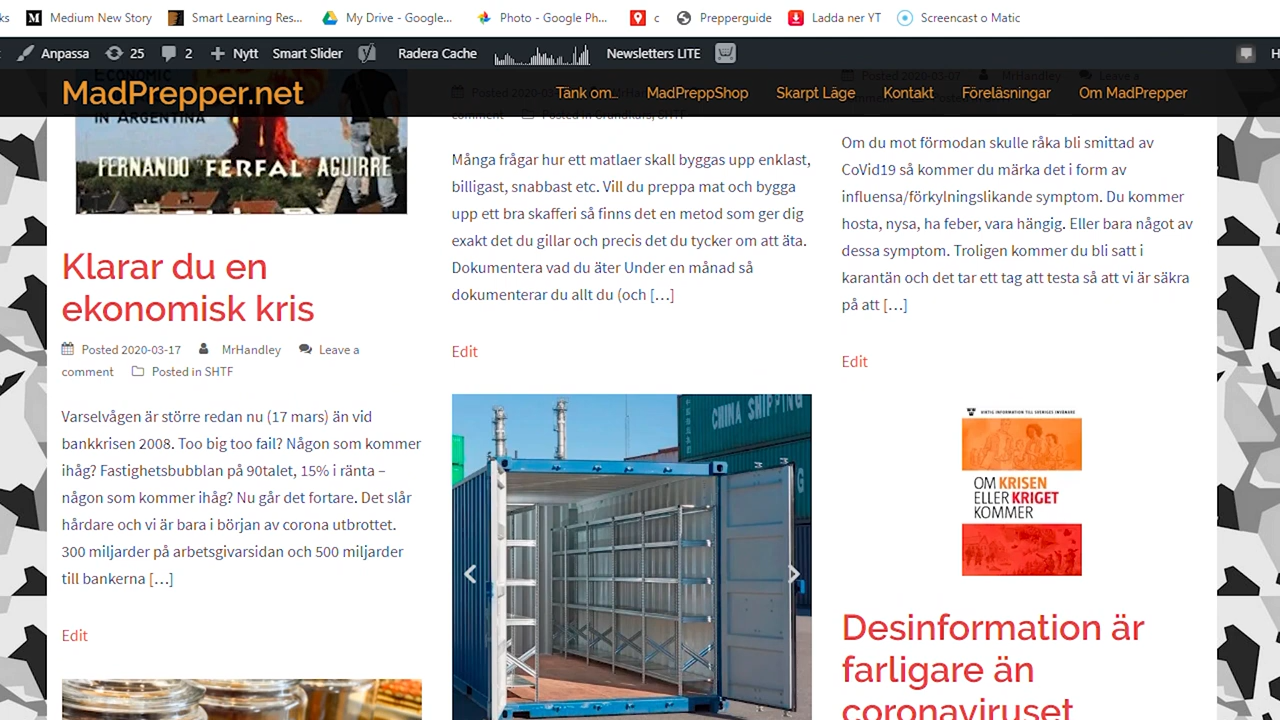 Medium New Story
Smart Learning Res...
My Drive - Google...
Photo - Google Ph...
c
Prepperguide
Ladda ner YT
Screencast o Matic
Anpassa
25
2
Nytt
Smart Slider
Radera Cache
Newsletters LITE
MadPrepper.net
Tänk om...
MadPreppShop
Skarpt Läge
Kontakt
Föreläsningar
Om MadPrepper
ECONOMIC
IN ARGENTINA
FERNANDO "FERFAL" AGUIRRE
Klarar du en
ekonomisk kris
Posted 2020-03-17 MrHandley Leave a
comment Posted in SHTF
Varselvågen är större redan nu (17 mars) än vid
bankkrisen 2008. Too big too fail? Någon som kommer
ihåg? Fastighetsbubblan på 90talet, 15% i ränta –
någon som kommer ihåg? Nu går det fortare. Det slår
hårdare och vi är bara i början av corona utbrottet.
300 miljarder på arbetsgivarsidan och 500 miljarder
till bankerna […]
Edit
comment Posted in Grundkurs, SHTF
Många frågar hur ett matlaer skall byggas upp enklast,
billigast, snabbast etc. Vill du preppa mat och bygga
upp ett bra skafferi så finns det en metod som ger dig
exakt det du gillar och precis det du tycker om att äta.
Dokumentera vad du äter Under en månad så
dokumenterar du allt du (och […]
Edit
CHINA SHIPPING
Posted 2020-03-07 MrHandley Leave a
Om du mot förmodan skulle råka bli smittad av
CoVid19 så kommer du märka det i form av
influensa/förkylningslikande symptom. Du kommer
hosta, nysa, ha feber, vara hängig. Eller bara något av
dessa symptom. Troligen kommer du bli satt i
karantän och det tar ett tag att testa så att vi är säkra
på att […]
Edit
VIKTIG INFORMATION TILL SVERIGES INVÅNARE
OM KRISEN
ELLER KRIGET
KOMMER
Desinformation är
farligare än
coronaviruset